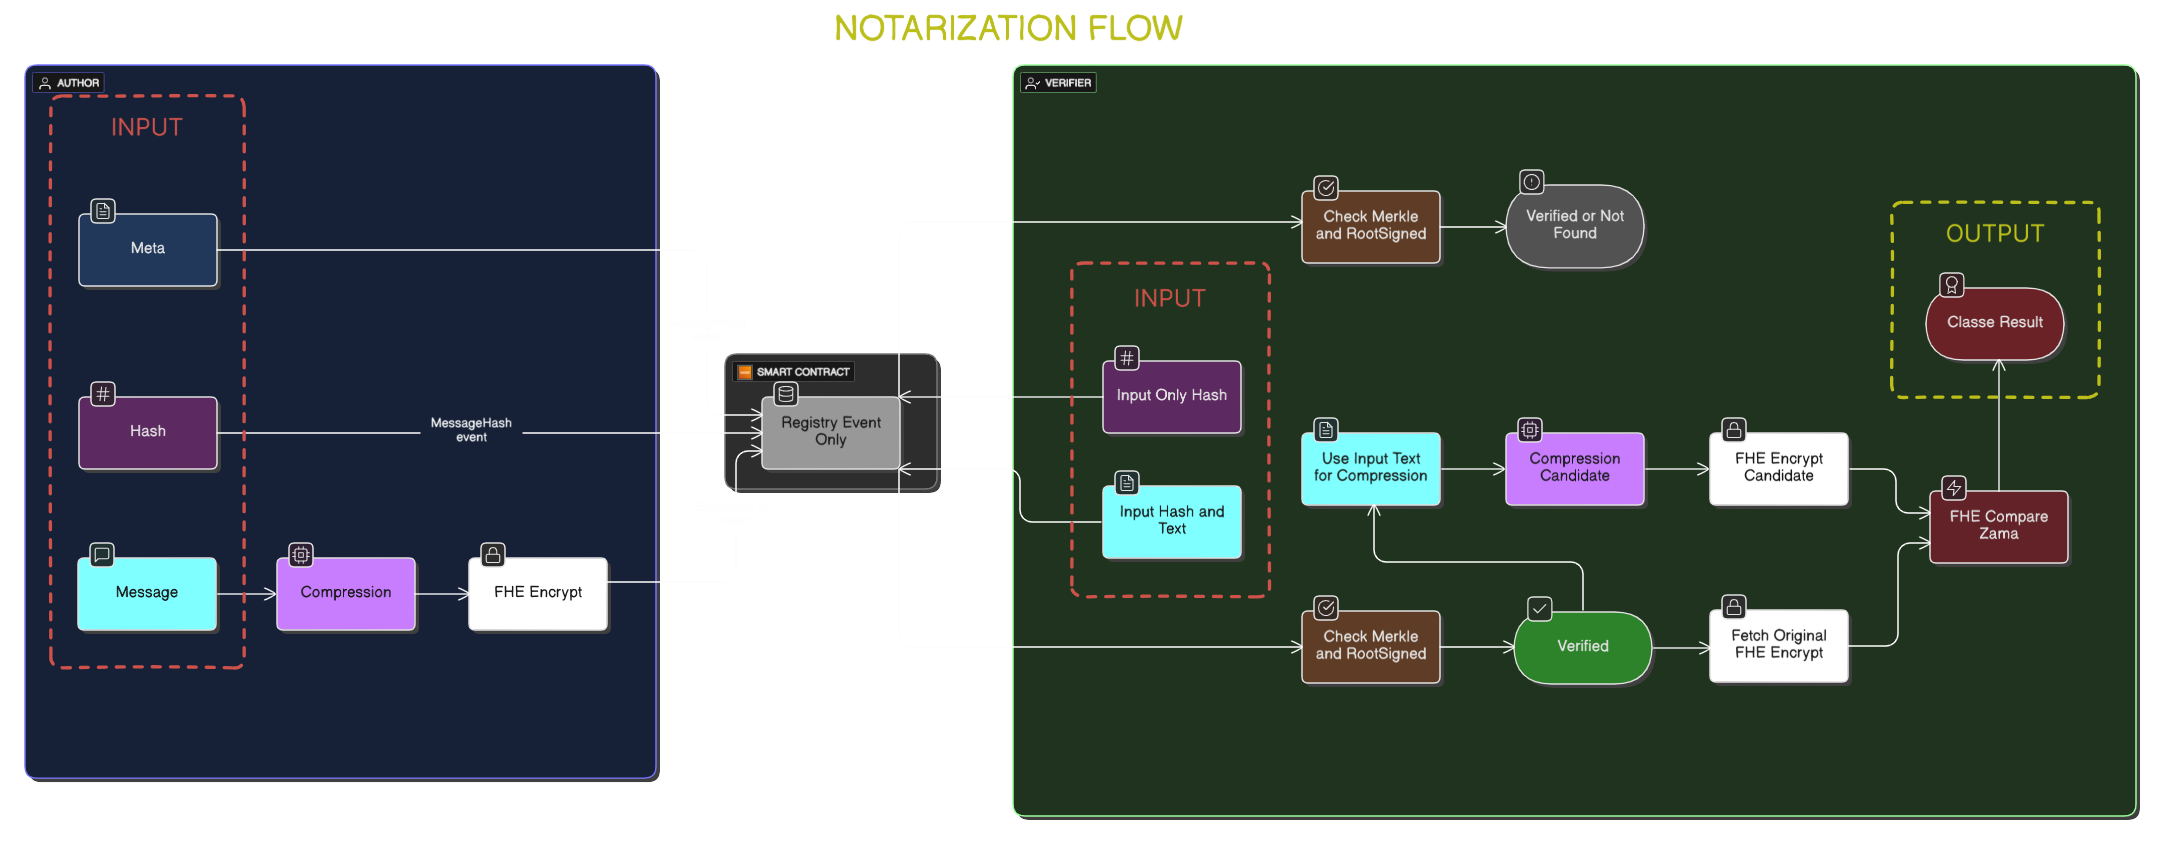 NOTARIZATION FLOW
AUTHOR
INPUT
Meta
Hash
MessageHash
event
Message
Compression
FHE Encrypt
SMART CONTRACT
Registry Event
Only
VERIFIER
Check Merkle
and RootSigned
Verified or Not
Found
INPUT
Input Only Hash
Input Hash and
Text
Use Input Text
for Compression
Compression
Candidate
FHE Encrypt
Candidate
Check Merkle
and RootSigned
Verified
Fetch Original
FHE Encrypt
FHE Compare
Zama
OUTPUT
Classe Result